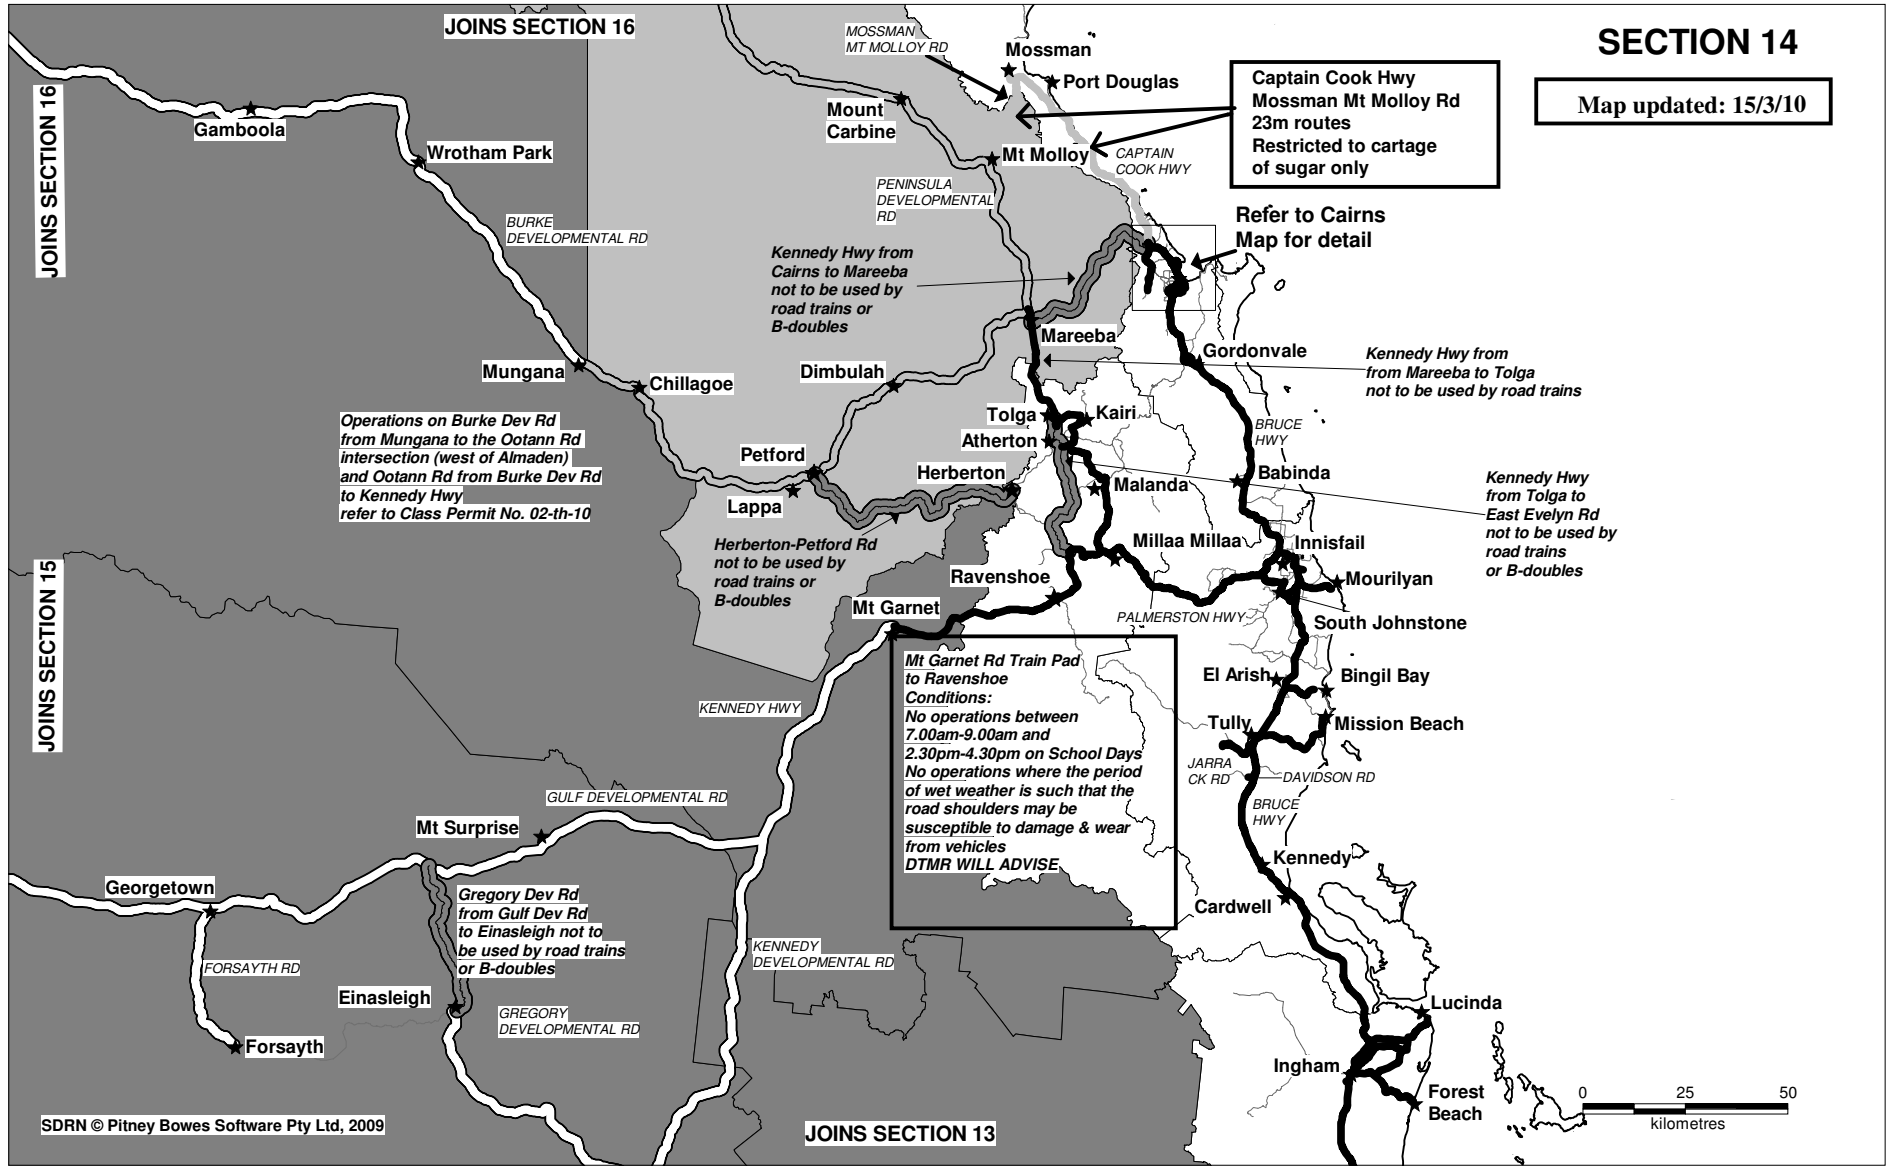 JOINS SECTION 16
SECTION 14
Map updated: 15/3/10
MOSSMAN
MT MOLLOY RD
Mossman
Port Douglas
Captain Cook Hwy
Mossman Mt Molloy Rd
23m routes
Restricted to cartage
of sugar only
JOINS SECTION 16
Gamboola
Mount
Carbine
Wrotham Park
Mt Molloy
CAPTAIN
COOK HWY
PENINSULA
DEVELOPMENTAL
RD
BURKE
DEVELOPMENTAL RD
Refer to Cairns
Map for detail
Kennedy Hwy from
Cairns to Mareeba
not to be used by
road trains or
B-doubles
Mareeba
Gordonvale
Kennedy Hwy from
from Mareeba to Tolga
not to be used by road trains
Mungana
Chillagoe
Dimbulah
Tolga
Kairi
Atherton
BRUCE
HWY
Operations on Burke Dev Rd
from Mungana to the Ootann Rd
intersection (west of Almaden)
and Ootann Rd from Burke Dev Rd
to Kennedy Hwy
refer to Class Permit No. 02-th-10
Petford
Lappa
Herberton
Malanda
Babinda
Kennedy Hwy
from Tolga to
East Evelyn Rd
not to be used by
road trains
or B-doubles
Herberton-Petford Rd
not to be used by
road trains or
B-doubles
Millaa Millaa
Innisfail
Mourilyan
Ravenshoe
Mt Garnet
PALMERSTON HWY
South Johnstone
JOINS SECTION 15
Mt Garnet Rd Train Pad
to Ravenshoe
Conditions:
No operations between
7.00am-9.00am and
2.30pm-4.30pm on School Days
No operations where the period
of wet weather is such that the
road shoulders may be
susceptible to damage & wear
from vehicles
DTMR WILL ADVISE
El Arish
Bingil Bay
KENNEDY HWY
Tully
Mission Beach
JARRA
CK RD
DAVIDSON RD
BRUCE
HWY
GULF DEVELOPMENTAL RD
Mt Surprise
Kennedy
Georgetown
Gregory Dev Rd
from Gulf Dev Rd
to Einasleigh not to
be used by road trains
or B-doubles
Cardwell
KENNEDY
DEVELOPMENTAL RD
FORSAYTH RD
Einasleigh
GREGORY
DEVELOPMENTAL RD
Forsayth
Lucinda
Ingham
Forest
Beach
0 25 50
kilometres
SDRN © Pitney Bowes Software Pty Ltd, 2009
JOINS SECTION 13